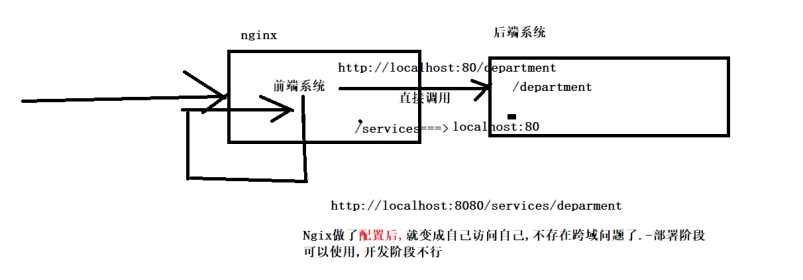 nginx
后端系统
http://localhost:80/department
前端系统
/department
直接调用
/services===> localhost:80
http://localhost:8080/services/deparment
Ngix做了配置后,就变成自己访问自己,不存在跨域问题了.-部署阶段
可以使用,开发阶段不行